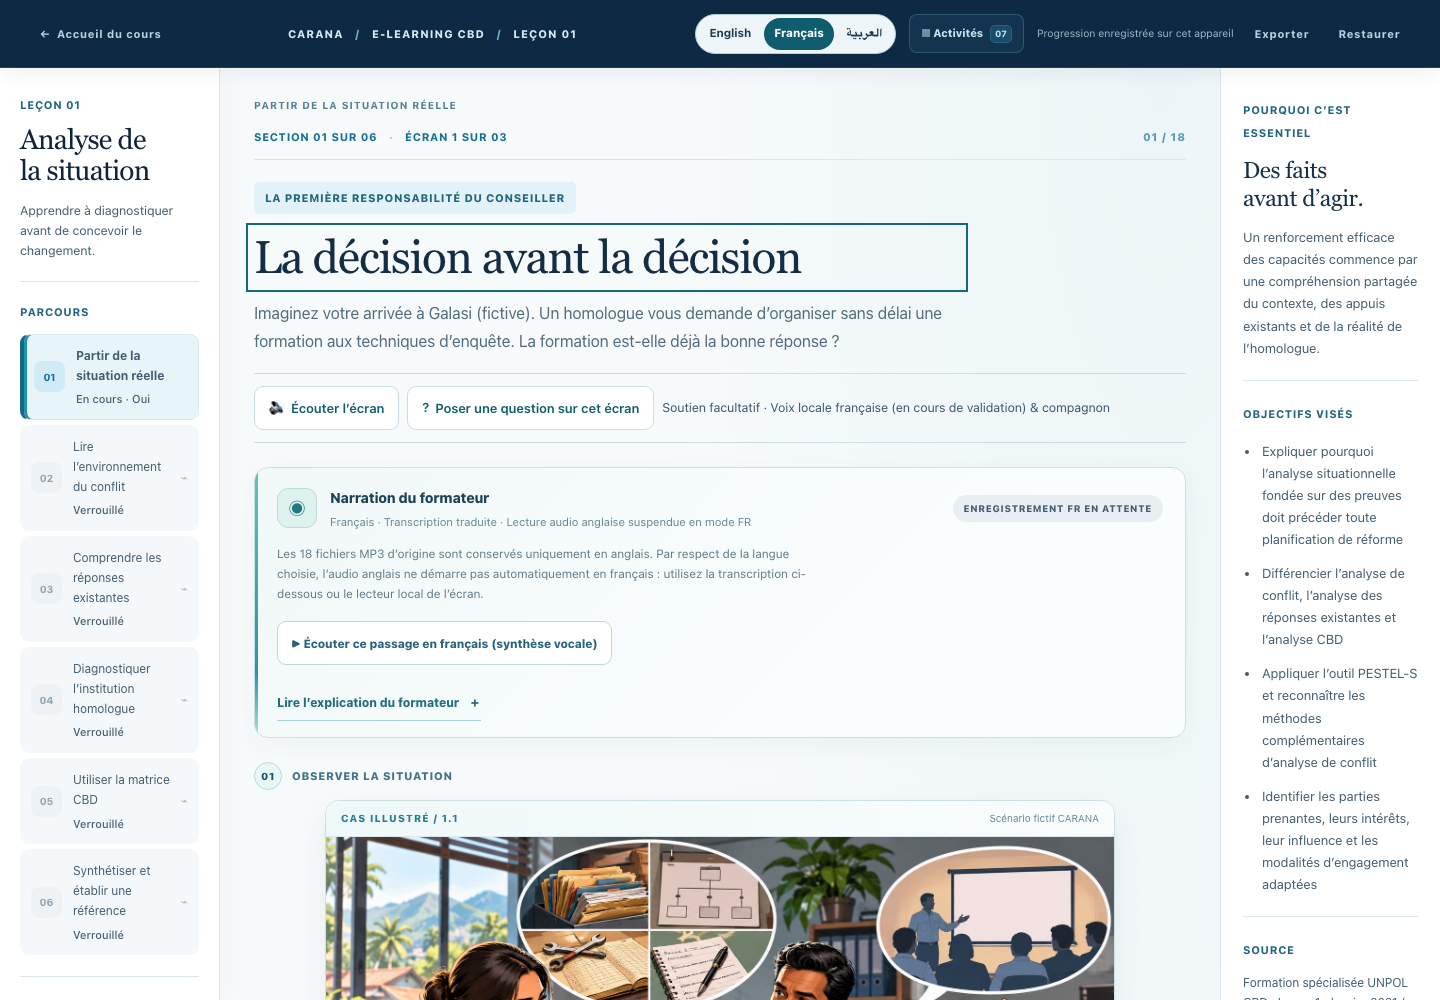 ← Accueil du cours
CARANA / E-LEARNING CBD / LEÇON 01
English Français العربية
Activités 07
Progression enregistrée sur cet appareil
Exporter
Restaurer
LEÇON 01
Analyse de
la situation
Apprendre à diagnostiquer
avant de concevoir le
changement.
PARCOURS
01
Partir de la
situation réelle
En cours · Oui
02
Lire
l’environnement
du conflit
Verrouillé
03
Comprendre les
réponses
existantes
Verrouillé
04
Diagnostiquer
l’institution
homologue
Verrouillé
05
Utiliser la matrice
CBD
Verrouillé
06
Synthétiser et
établir une
référence
Verrouillé
PARTIR DE LA SITUATION RÉELLE
SECTION 01 SUR 06 · ÉCRAN 1 SUR 03
01 / 18
LA PREMIÈRE RESPONSABILITÉ DU CONSEILLER
La décision avant la décision
Imaginez votre arrivée à Galasi (fictive). Un homologue vous demande d’organiser sans délai une
formation aux techniques d’enquête. La formation est-elle déjà la bonne réponse ?
Écouter l’écran
? Poser une question sur cet écran
Soutien facultatif · Voix locale française (en cours de validation) & compagnon
Narration du formateur
Français · Transcription traduite · Lecture audio anglaise suspendue en mode FR
ENREGISTREMENT FR EN ATTENTE
Les 18 fichiers MP3 d’origine sont conservés uniquement en anglais. Par respect de la langue
choisie, l’audio anglais ne démarre pas automatiquement en français : utilisez la transcription ci-
dessous ou le lecteur local de l’écran.
▶ Écouter ce passage en français (synthèse vocale)
Lire l’explication du formateur +
01 OBSERVER LA SITUATION
CAS ILLUSTRÉ / 1.1
Scénario fictif CARANA
POURQUOI C’EST
ESSENTIEL
Des faits
avant d’agir.
Un renforcement efficace
des capacités commence par
une compréhension partagée
du contexte, des appuis
existants et de la réalité de
l’homologue.
OBJECTIFS VISÉS
• Expliquer pourquoi
l’analyse situationnelle
fondée sur des preuves
doit précéder toute
planification de réforme
• Différencier l’analyse de
conflit, l’analyse des
réponses existantes et
l’analyse CBD
• Appliquer l’outil PESTEL-S
et reconnaître les
méthodes
complémentaires
d’analyse de conflit
• Identifier les parties
prenantes, leurs intérêts,
leur influence et les
modalités d’engagement
adaptées
SOURCE
Formation spécialisée UNPOL